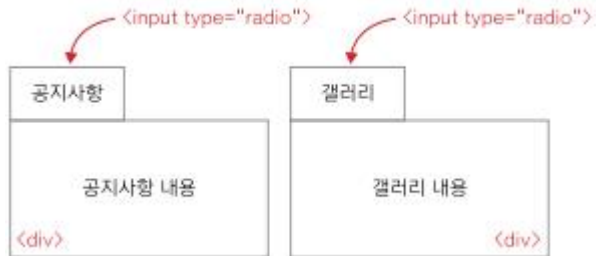 <input type="radio">
<input type="radio">
공지사항
갤러리
공지사항 내용
갤러리 내용
<div>
<div>